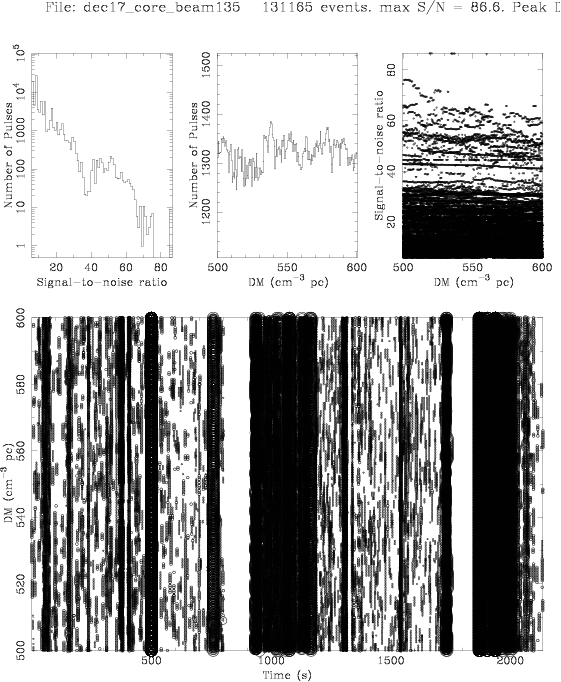 File: dec17_core_beam135 131165 events. max S/N = 86.6. Peak D
Number of Pulses
1 10 100 1000 10^4 10^5
20 40 60 80
Signal-to-noise ratio
Number of Pulses
1200 1300 1400 1500
500 550 600
DM (cm^-3 pc)
Signal-to-noise ratio
20 40 60 80
500 550 600
DM (cm^-3 pc)
DM (cm^-3 pc)
500 520 540 560 580 600
500 1000 1500 2000
Time (s)